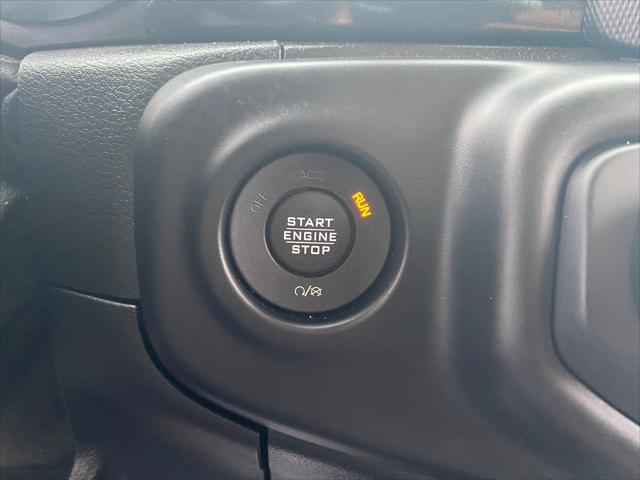 OFF
ACC
RUN
START
ENGINE
STOP